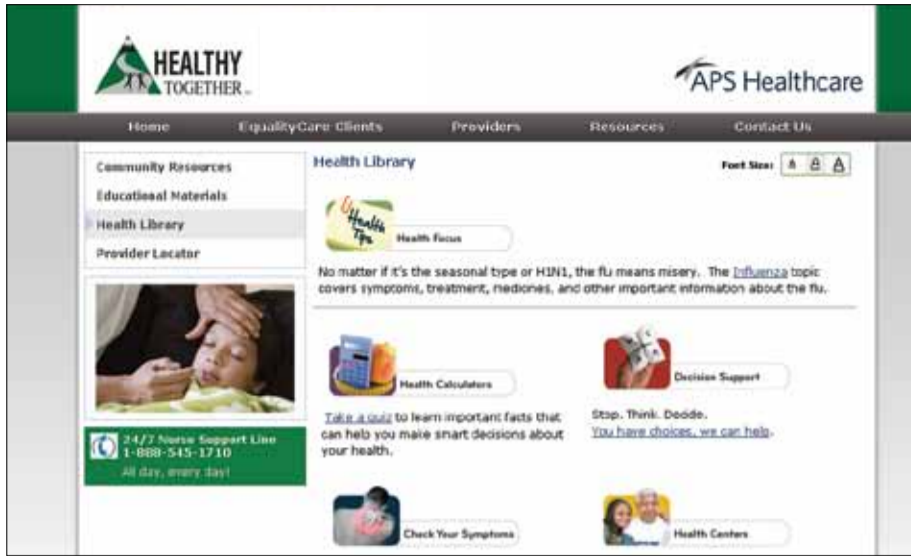 HEALTHY
TOGETHER
APS Healthcare
Home EqualityCare Clients Providers Resources Contact Us
Community Resources
Educational Materials
Health Library
Provider Locator
24/7 Nurse Support Line
1-888-545-1710
All day, every day!
Health Library
Font Size: A A A
Health
Tips
Health Focus
No matter if it's the seasonal type or H1N1, the flu means misery. The Influenza topic
covers symptoms, treatment, medicines, and other important information about the flu.
Health Calculators
Take a quiz to learn important facts that
can help you make smart decisions about
your health.
Decision Support
Stop. Think. Decide.
You have choices, we can help.
Check Your Symptoms
Health Centers